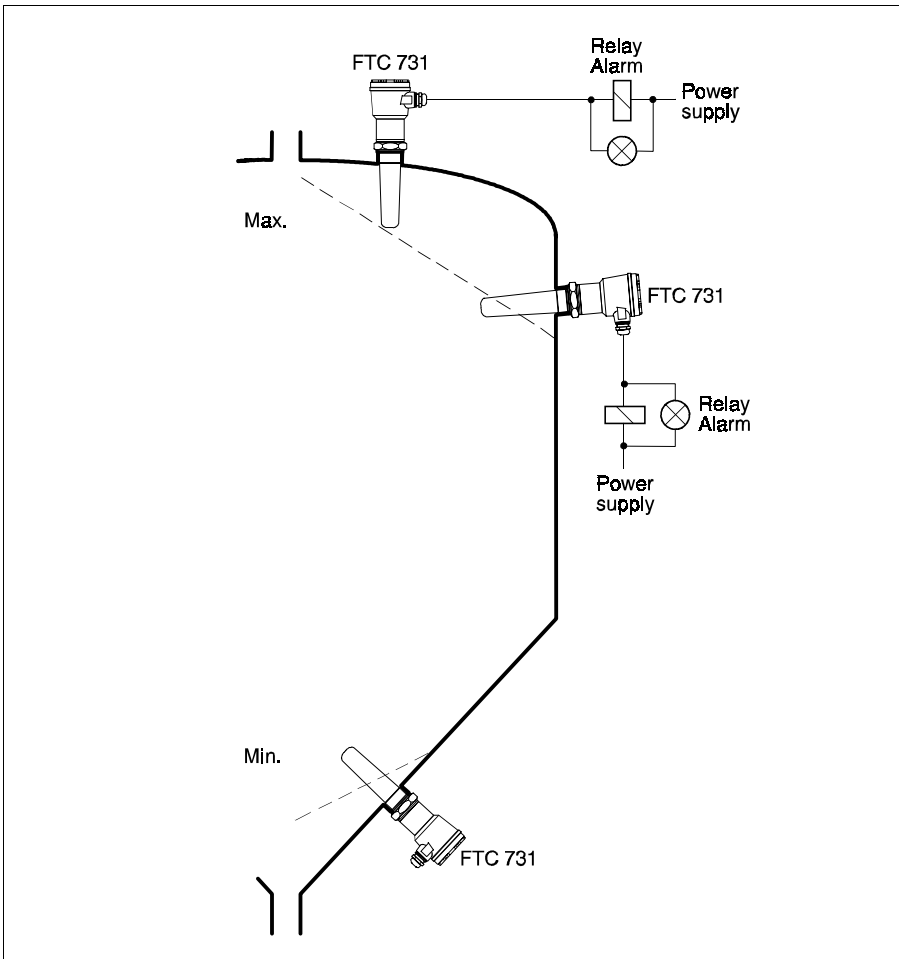 FTC 731
Relay
Alarm
Power
supply
Max.
FTC 731
Relay
Alarm
Power
supply
Min.
FTC 731